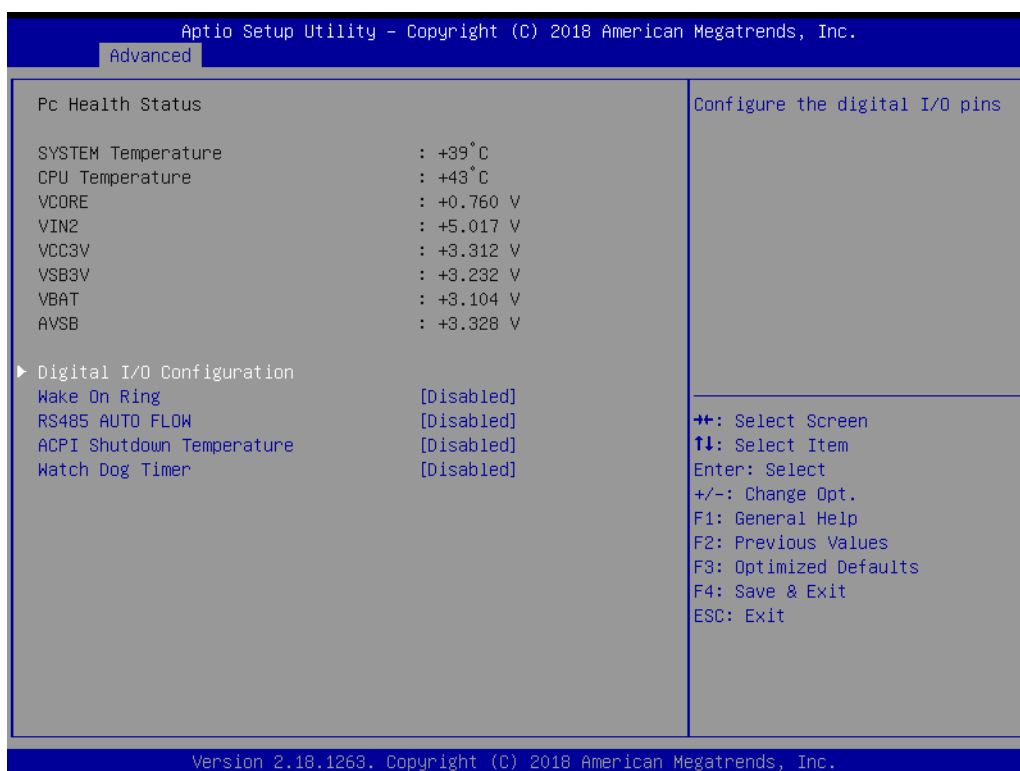 Aptio Setup Utility – Copyright (C) 2018 American Megatrends, Inc.
Advanced
Pc Health Status
SYSTEM Temperature : +39°C
CPU Temperature : +43°C
VCORE : +0.760 V
VIN2 : +5.017 V
VCC3V : +3.312 V
VSB3V : +3.232 V
VBAT : +3.104 V
AVSB : +3.328 V
▶ Digital I/O Configuration
Wake On Ring [Disabled]
RS485 AUTO FLOW [Disabled]
ACPI Shutdown Temperature [Disabled]
Watch Dog Timer [Disabled]
Configure the digital I/O pins
→←: Select Screen
↑↓: Select Item
Enter: Select
+/-: Change Opt.
F1: General Help
F2: Previous Values
F3: Optimized Defaults
F4: Save & Exit
ESC: Exit
Version 2.18.1263. Copyright (C) 2018 American Megatrends, Inc.